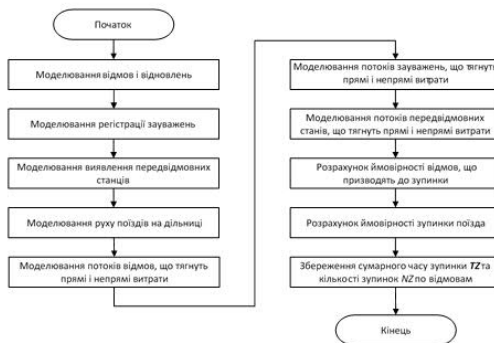 Початок
Моделювання відмов і відновлень
Моделювання регістрації зауважень
Моделювання виявлення передвідмовних
станців
Моделювання руху поїздів на дільниці
Моделювання потоків відмов, що тягнуть
прямі і непрямі витрати
Моделювання потоків зауважень, що тягнуть
прямі і непрямі витрати
Моделювання потоків передвідмовних
станів, що тягнуть прямі і непрямі витрати
Розрахунок ймовірності відмов, що
призводять до зупинки
Розрахунок ймовірності зупинки поїзда
Збереження сумарного часу зупинки TZ та
кількості зупинок NZ по відмовам
Кінець